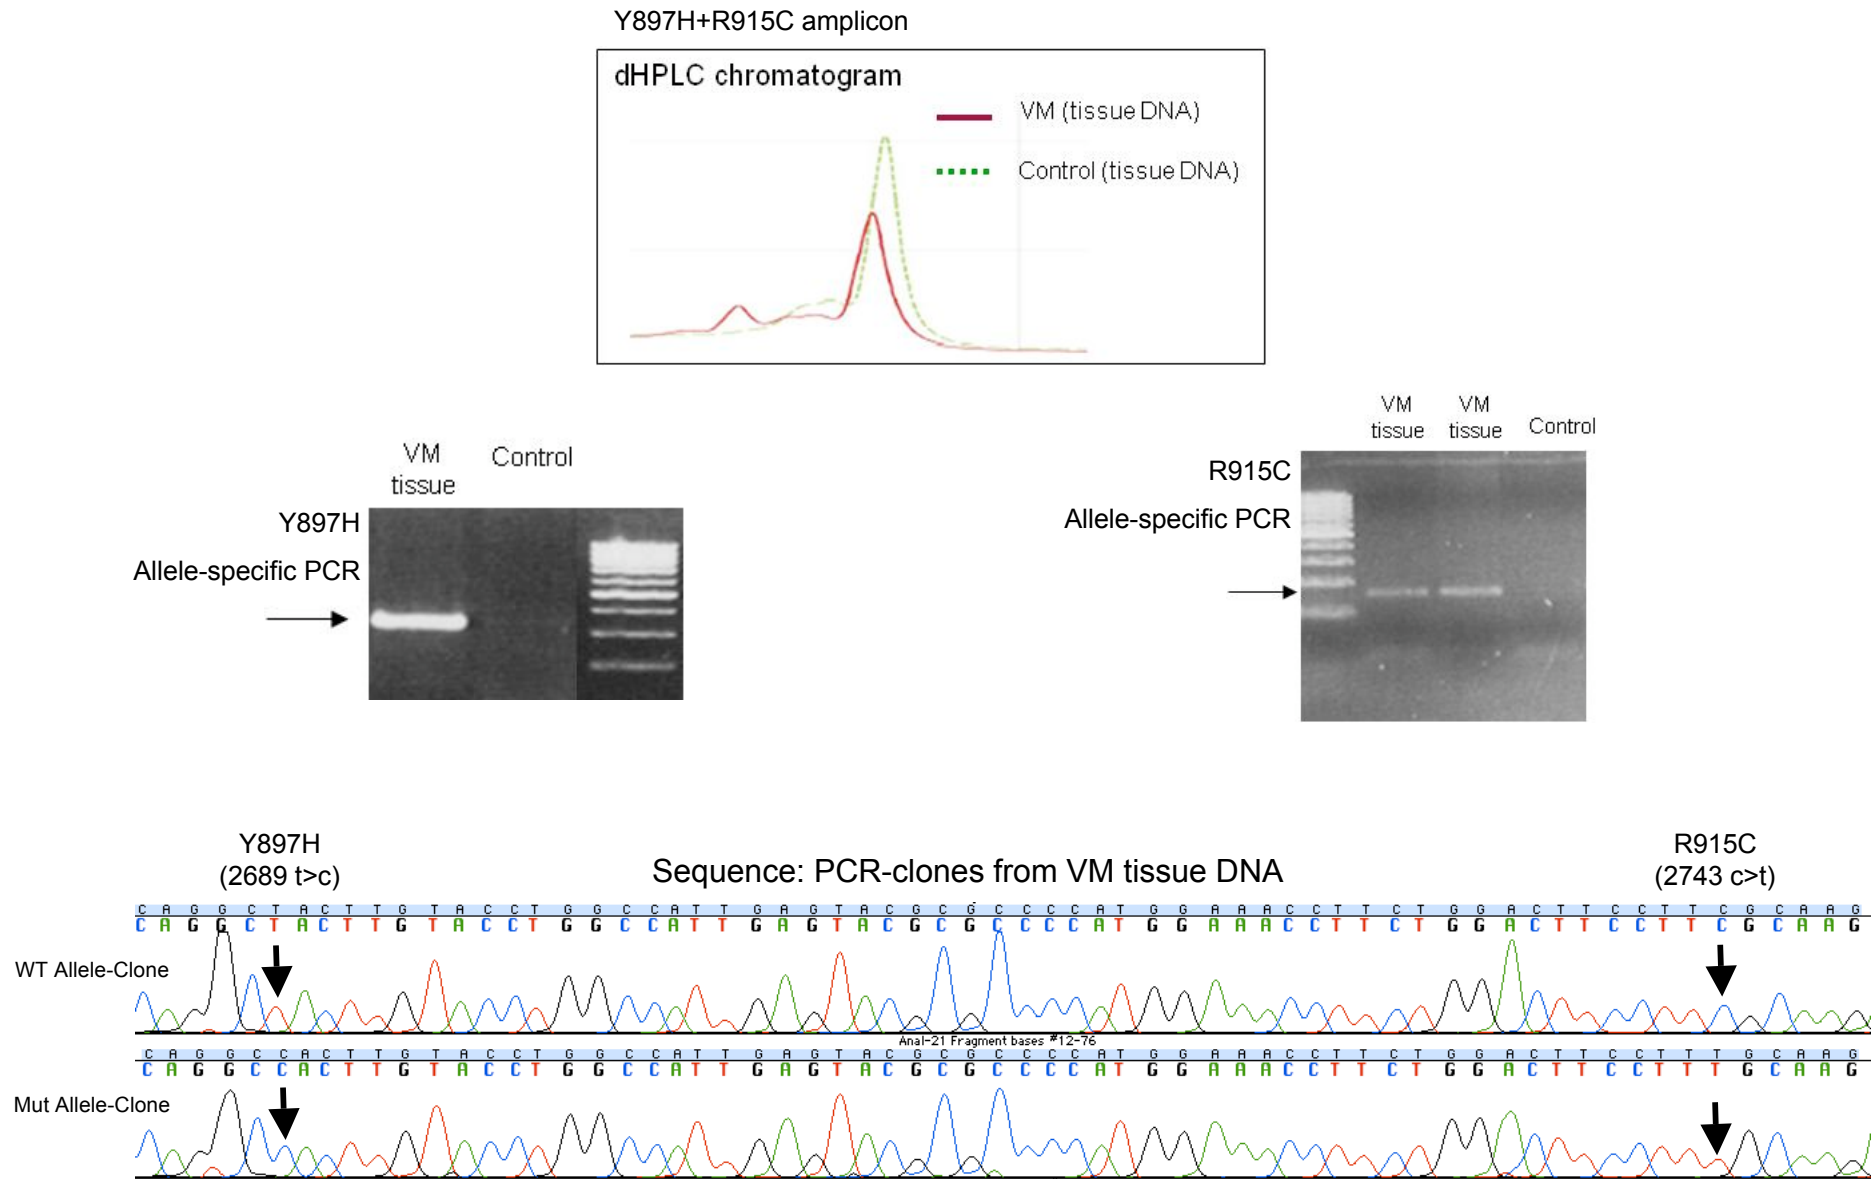 Y897H+R915C amplicon
dHPLC chromatogram
VM (tissue DNA)
Control (tissue DNA)
VM
tissue
Control
Y897H
Allele-specific PCR
VM
tissue
VM
tissue
Control
R915C
Allele-specific PCR
Y897H
(2689 t>c)
Sequence: PCR-clones from VM tissue DNA
R915C
(2743 c>t)
C A G G C T A C T T G T A C C T G G C C A T T G A G T A C G C G C C C C A T G G A A A C C T T C T G G A C T T C C T T C G C A A G
C A G G C T A C T T G T A C C T G G C C A T T G A G T A C G C G C C C C A T G G A A A C C T T C T G G A C T T C C T T C G C A A G
WT Allele-Clone
Anal-21 Fragment bases #12-76
C A G G C C A C T T G T A C C T G G C C A T T G A G T A C G C G C C C C A T G G A A A C C T T C T G G A C T T C C T T T G C A A G
C A G G C C A C T T G T A C C T G G C C A T T G A G T A C G C G C C C C A T G G A A A C C T T C T G G A C T T C C T T T G C A A G
Mut Allele-Clone